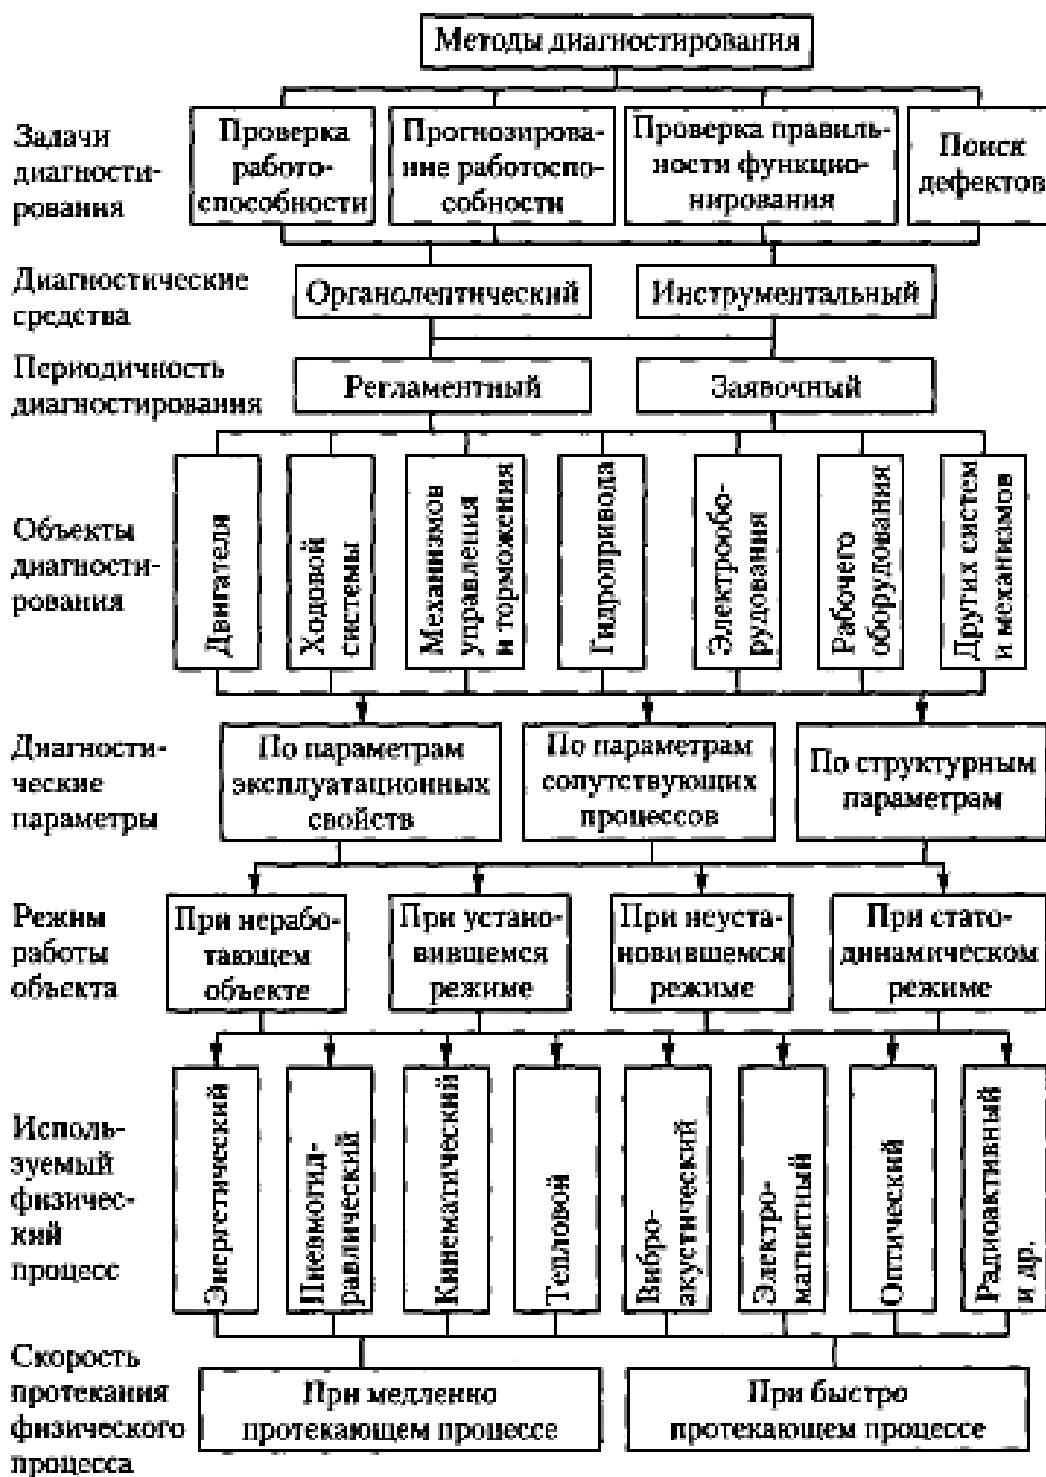 Методы диагностирования
Задачи
диагности-
рования
Проверка
работо-
способности
Прогнозирова-
ние работоспо-
собности
Проверка правиль-
ности функцио-
нирования
Поиск
дефектов
Диагностические
средства
Органолептический
Инструментальный
Периодичность
диагностирования
Регламентный
Заявочный
Объекты
диагности-
рования
Двигателя
Ходовой
системы
Механизмов
управления
и торможения
Гидропривода
Электрообо-
рудования
Рабочего
оборудования
Других систем
и механизмов
Диагности-
ческие
параметры
По параметрам
эксплуатационных
свойств
По параметрам
сопутствующих
процессов
По структурным
параметрам
Режим
работы
объекта
При нерабо-
тающем
объекте
При устано-
вившемся
режиме
При неуста-
новившемся
режиме
При стато-
динамическом
режиме
Исполь-
зуемый
физичес-
кий
процесс
Энергетический
Пневмогид-
равлический
Кинематический
Тепловой
Вибро-
акустический
Электро-
магнитный
Оптический
Радиоактивный
и др.
Скорость
протекания
физического
процесса
При медленно
протекающем процессе
При быстро
протекающем процессе